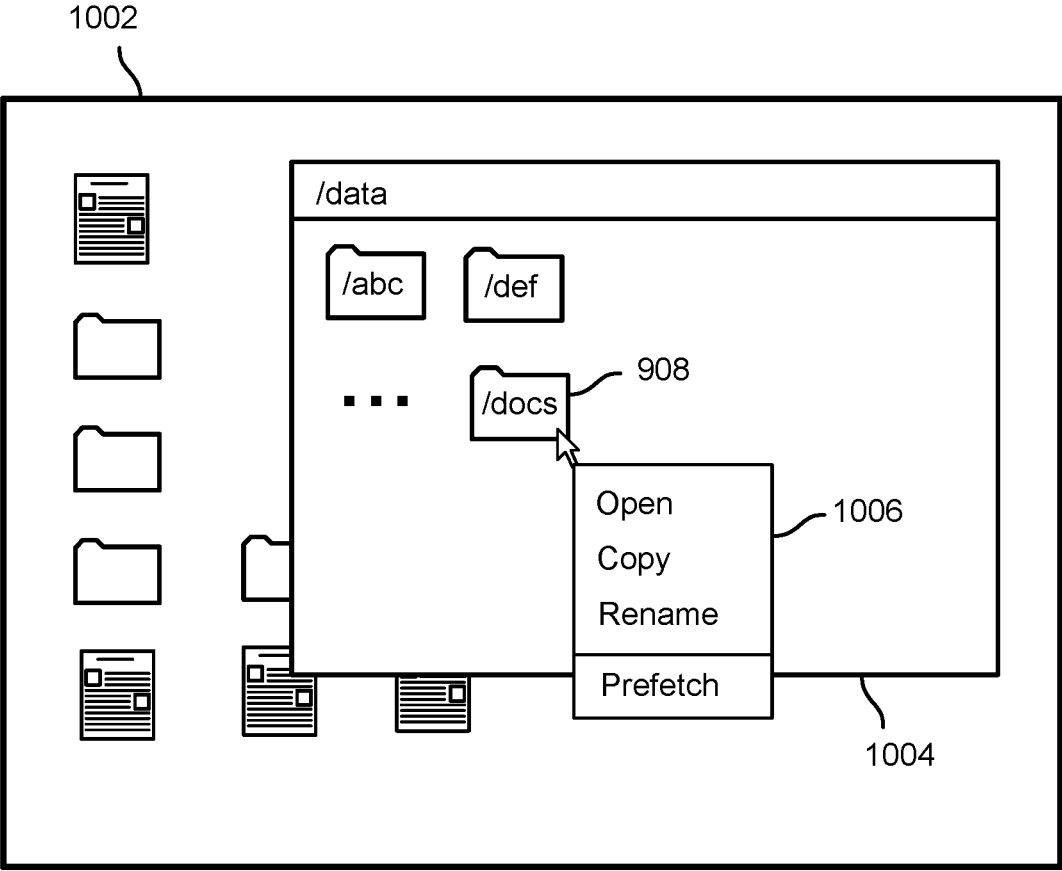 1002
/data
/abc
/def
908
...
/docs
Open
1006
Copy
Rename
Prefetch
1004